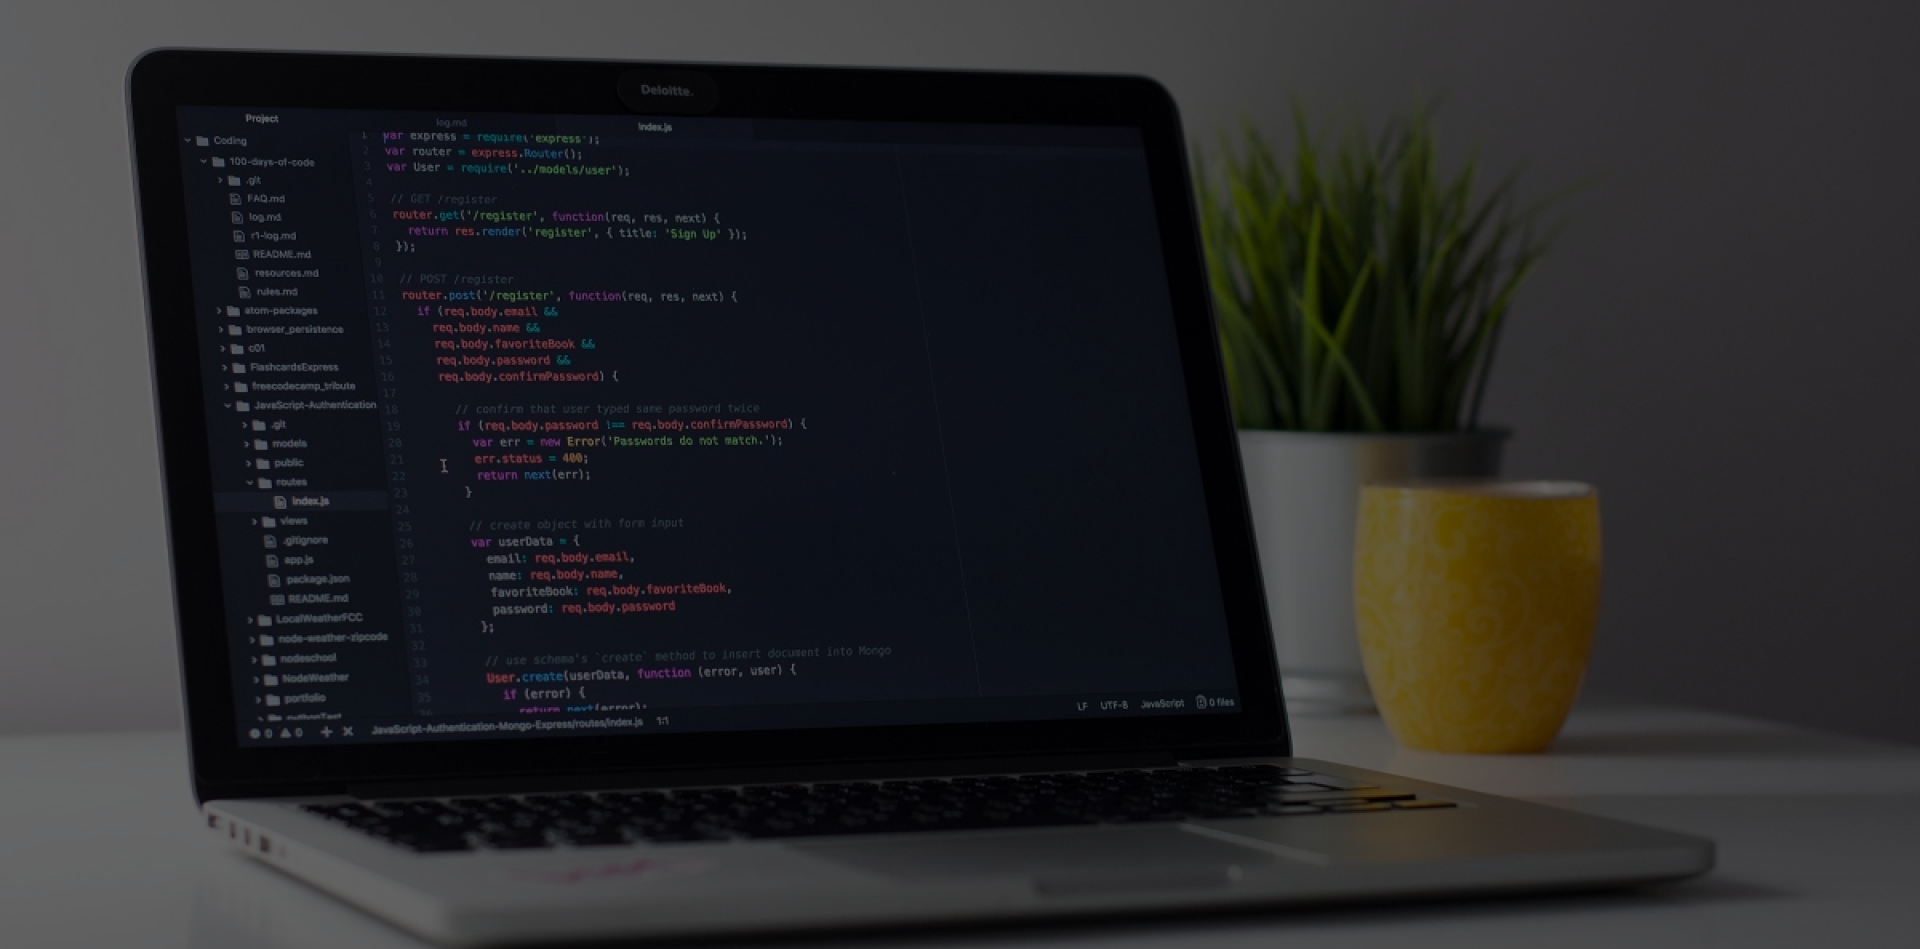 Deloitte.
Project
log.md
index.js
Coding
100-days-of-code
.git
FAQ.md
log.md
r1-log.md
README.md
resources.md
rules.md
atom-packages
browser_persistence
c01
FlashcardsExpress
freecodecamp_tribute
JavaScript-Authentication
.git
models
public
routes
index.js
views
.gitignore
app.js
package.json
README.md
LocalWeatherFCC
node-weather-zipcode
nodeschool
NodeWeather
portfolio
pythonTest
1 var express = require('express');
2 var router = express.Router();
3 var User = require('../models/user');
4
5 // GET /register
6 router.get('/register', function(req, res, next) {
7 return res.render('register', { title: 'Sign Up' });
8 });
9
10 // POST /register
11 router.post('/register', function(req, res, next) {
12 if (req.body.email &&
13 req.body.name &&
14 req.body.favoriteBook &&
15 req.body.password &&
16 req.body.confirmPassword) {
17
18 // confirm that user typed same password twice
19 if (req.body.password !== req.body.confirmPassword) {
20 var err = new Error('Passwords do not match.');
21 err.status = 400;
22 return next(err);
23 }
24
25 // create object with form input
26 var userData = {
27 email: req.body.email,
28 name: req.body.name,
29 favoriteBook: req.body.favoriteBook,
30 password: req.body.password
31 };
32
33 // use schema's `create` method to insert document into Mongo
34 User.create(userData, function (error, user) {
35 if (error) {
36 return next(error);
0 0 JavaScript-Authentication-Mongo-Express/routes/index.js 1:1
LF UTF-8 JavaScript 0 files